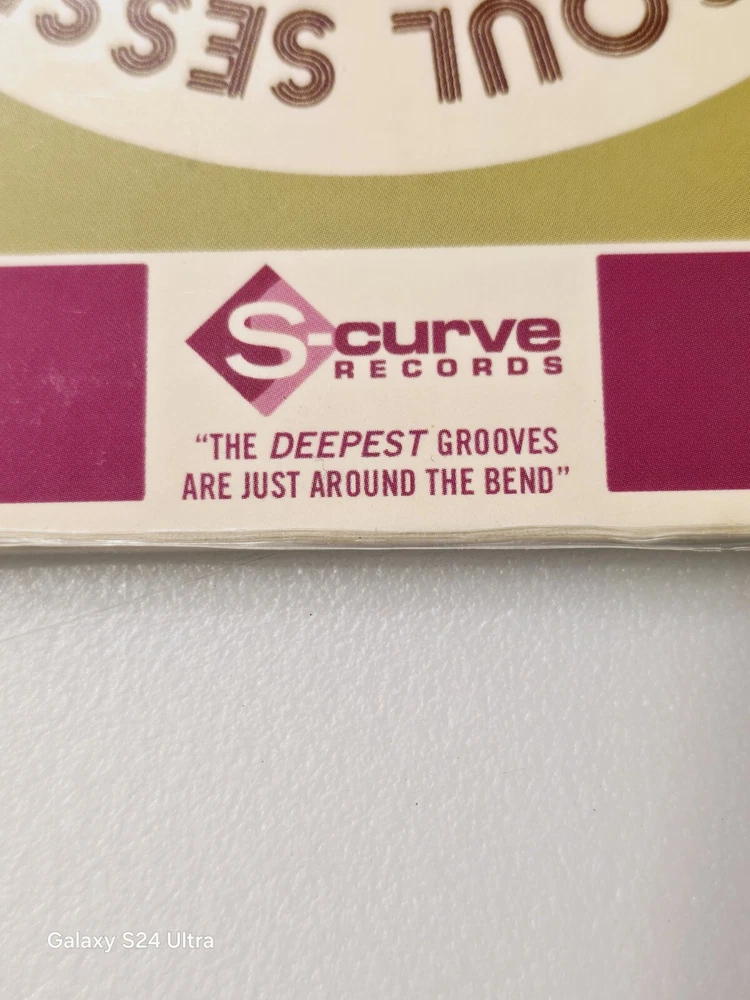 OUL SESS
S-curve
RECORDS
“THE DEEPEST GROOVES
ARE JUST AROUND THE BEND”
Galaxy S24 Ultra